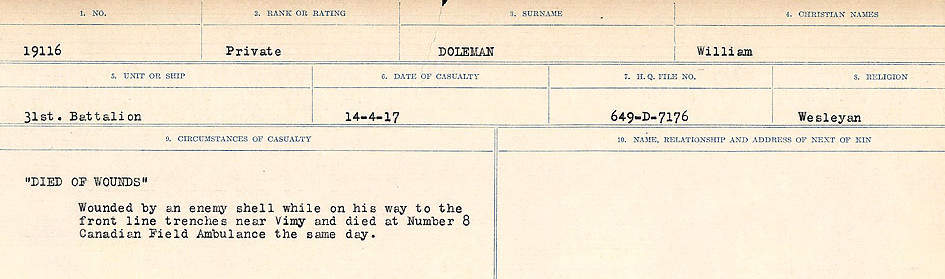 1. NO. 2. RANK OR RATING 3. SURNAME 4. CHRISTIAN NAMES
19116 Private DOLEMAN William
5. UNIT OR SHIP 6. DATE OF CASUALTY 7. H.Q. FILE NO. 8. RELIGION
31st. Battalion 14-4-17 649-D-7176 Wesleyan
9. CIRCUMSTANCES OF CASUALTY 10. NAME, RELATIONSHIP AND ADDRESS OF NEXT OF KIN
"DIED OF WOUNDS"
Wounded by an enemy shell while on his way to the
front line trenches near Vimy and died at Number 8
Canadian Field Ambulance the same day.